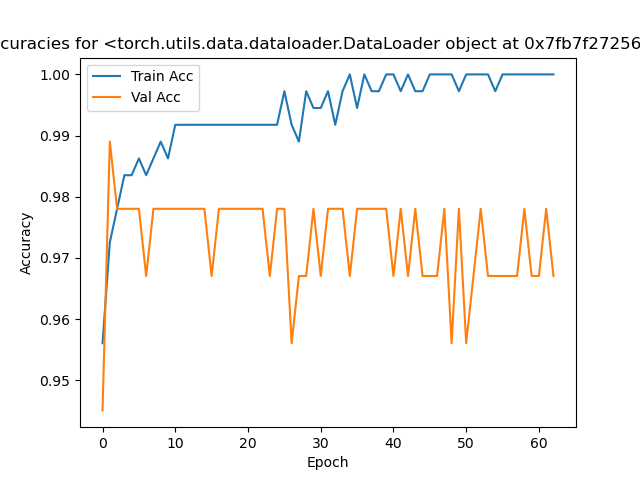 curacies for <torch.utils.data.dataloader.DataLoader object at 0x7fb7f27256
Train Acc
Val Acc
1.00
0.99
0.98
0.97
0.96
0.95
Accuracy
0 10 20 30 40 50 60
Epoch